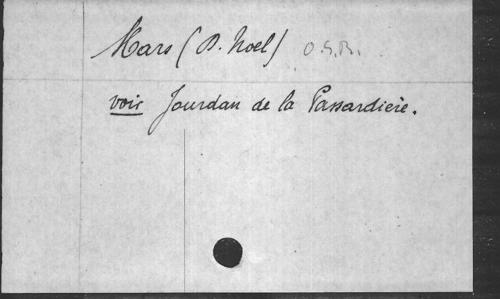 Mars (D. Noel) O.S.B.
voir Jourdan de la Passardière.